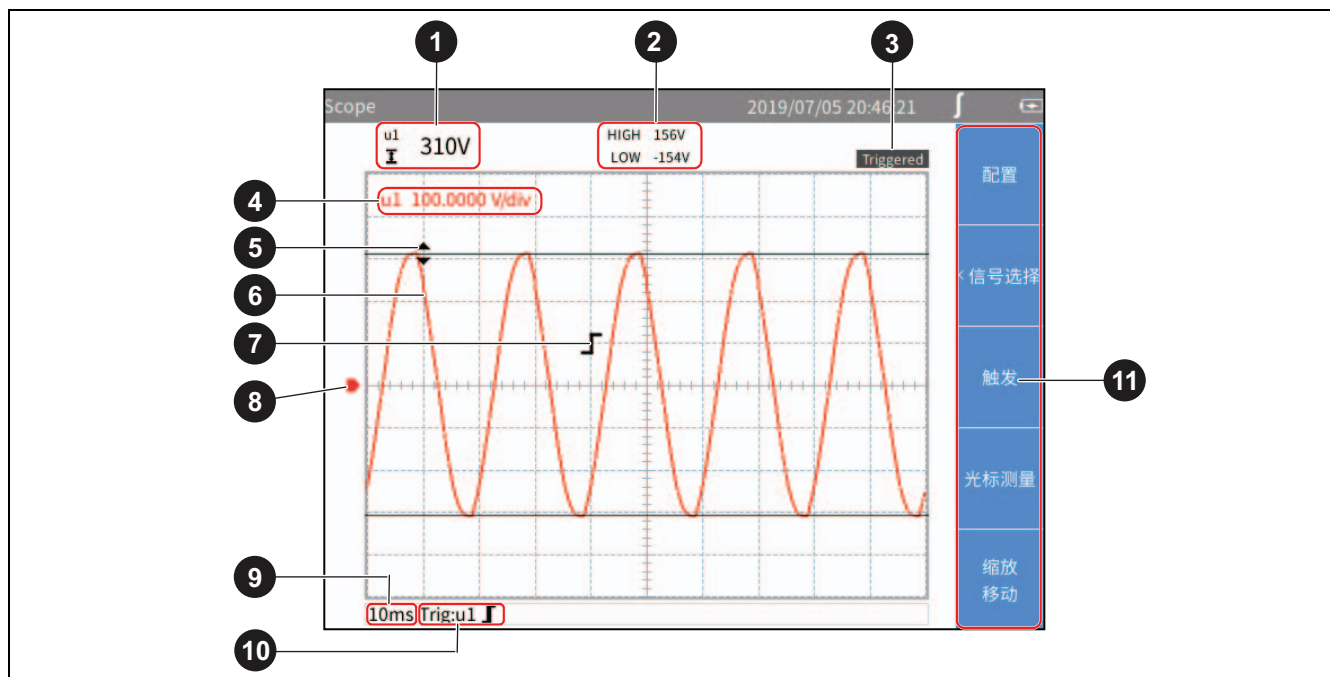 1
2
3
Scope 2019/07/05 20:46:21
u1
310V
HIGH 156V
LOW -154V
Triggered
配置
4
u1 100.0000 V/div
5
6
‹信号选择
7
8
触发
11
光标测量
9
缩放
移动
10ms Trig:u1
10